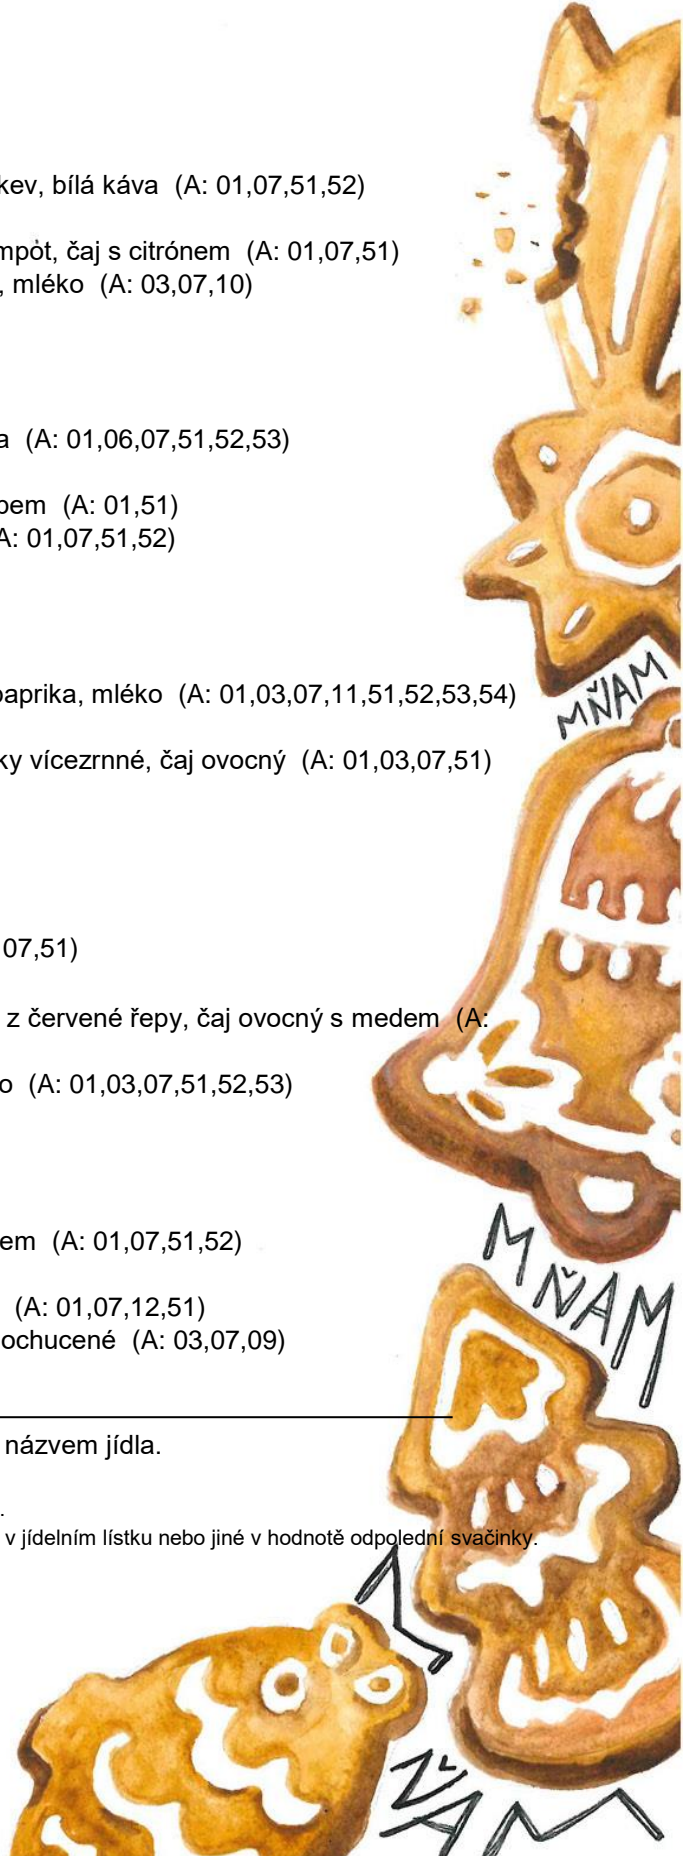 kev, bílá káva (A: 01,07,51,52)
mpót, čaj s citrónem (A: 01,07,51)
, mléko (A: 03,07,10)
a (A: 01,06,07,51,52,53)
bem (A: 01,51)
A: 01,07,51,52)
paprika, mléko (A: 01,03,07,11,51,52,53,54)
MŇAM
ky vícezrnné, čaj ovocný (A: 01,03,07,51)
07,51)
z červené řepy, čaj ovocný s medem (A:
o (A: 01,03,07,51,52,53)
em (A: 01,07,51,52)
MŇAM
(A: 01,07,12,51)
ochucené (A: 03,07,09)
názvem jídla.
.
v jídelním lístku nebo jiné v hodnotě odpolední svačinky.
M
ŇAM